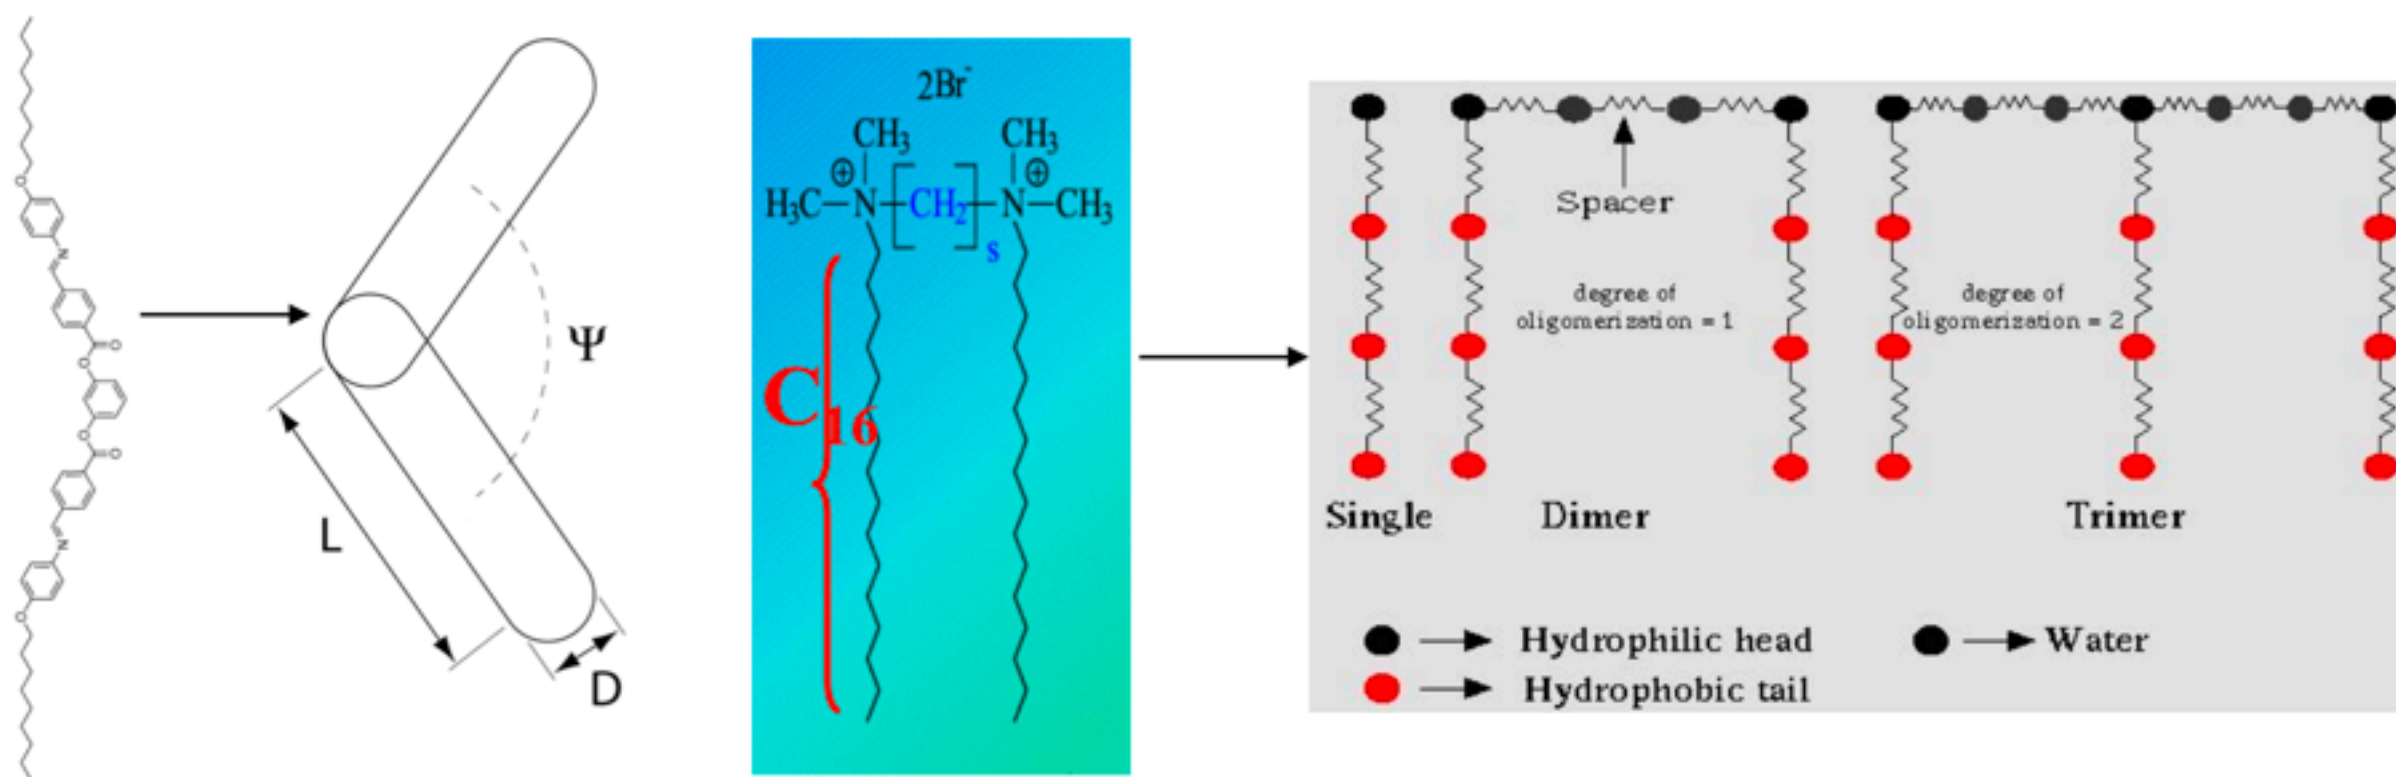 O
N
O
O
O
O
N
O
Ψ
L
D
2Br⁻
CH₃ CH₃
⊕ ⊕
H₃C–N–[CH₂]ₛ–N–CH₃
C₁₆
Spacer
degree of
oligomerization = 1
degree of
oligomerization = 2
Single Dimer Trimer
Hydrophilic head
Water
Hydrophobic tail